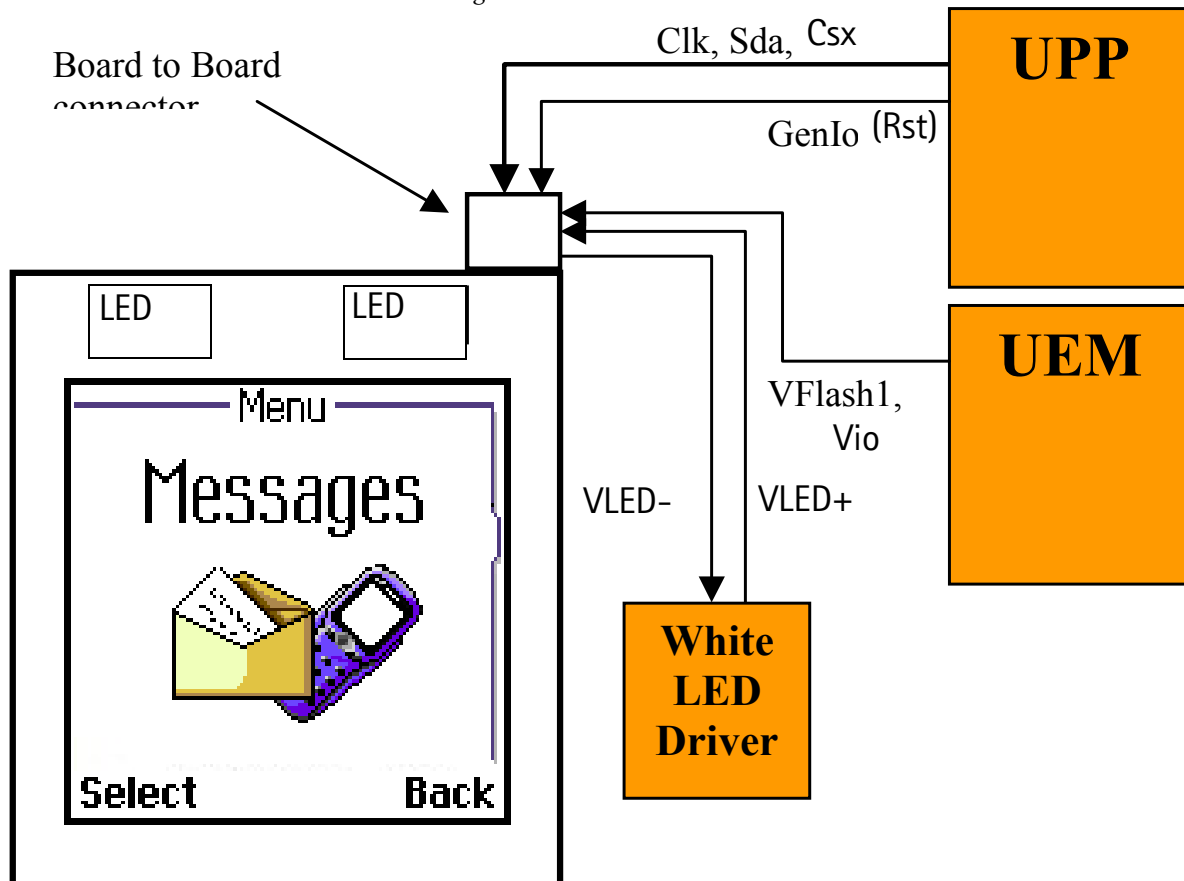 Clk, Sda, Csx
UPP
Board to Board
connector
GenIo (Rst)
LED
LED
UEM
Menu
VFlash1,
Vio
Messages
VLED-
VLED+
White
LED
Driver
Select
Back